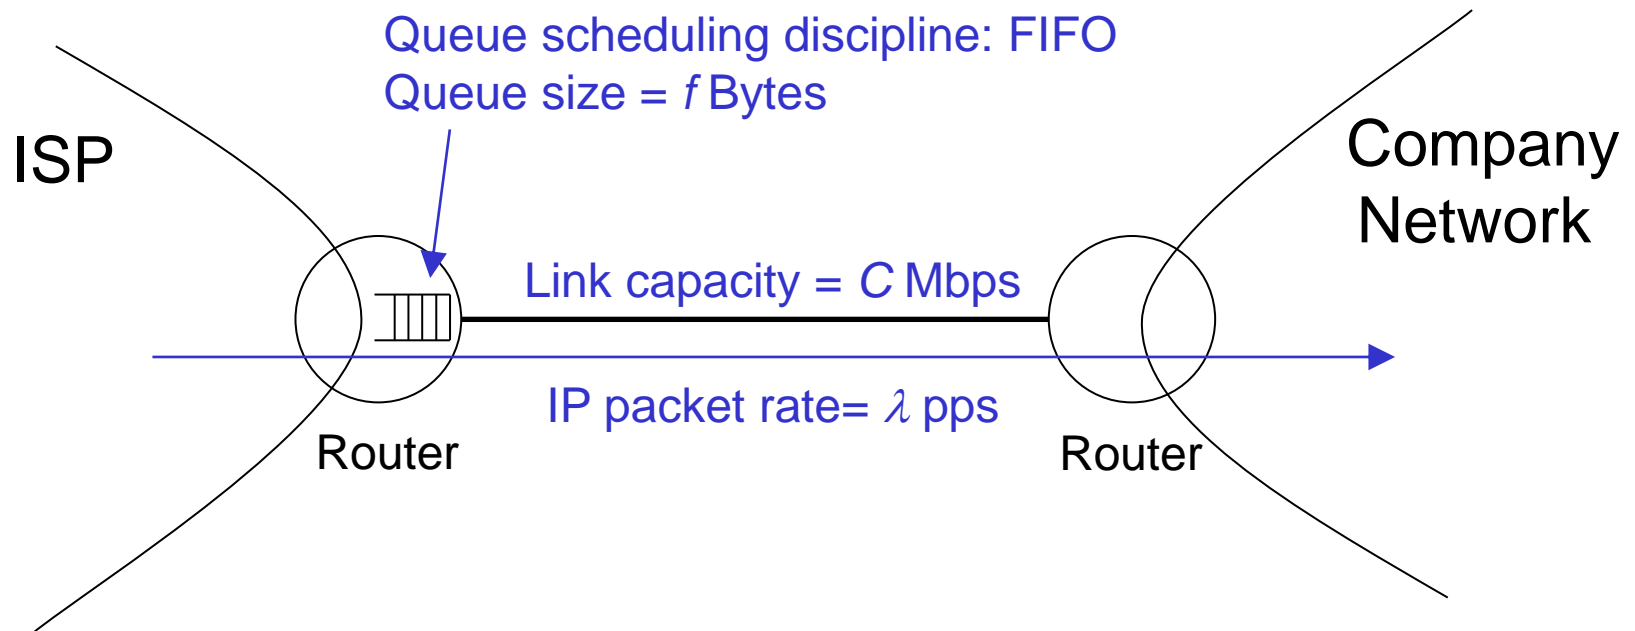 Queue scheduling discipline: FIFO
Queue size = f Bytes
ISP
Company
Network
Link capacity = C Mbps
IP packet rate= λ pps
Router
Router